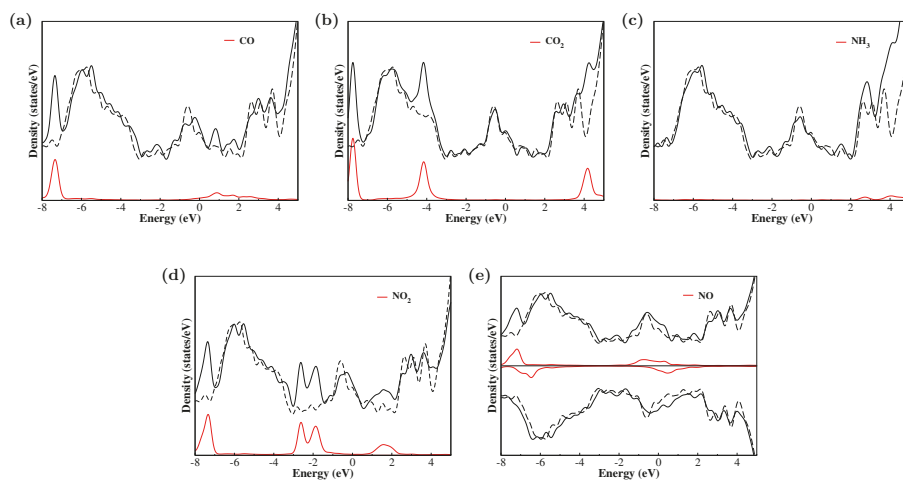 (a)
CO
Density (states/eV)
-8 -6 -4 -2 0 2 4
Energy (eV)
(b)
CO2
Density (states/eV)
-8 -6 -4 -2 0 2 4
Energy (eV)
(c)
NH3
Density (states/eV)
-8 -6 -4 -2 0 2 4
Energy (eV)
(d)
NO2
Density (states/eV)
-8 -6 -4 -2 0 2 4
Energy (eV)
(e)
NO
Density (states/eV)
-8 -6 -4 -2 0 2 4
Energy (eV)